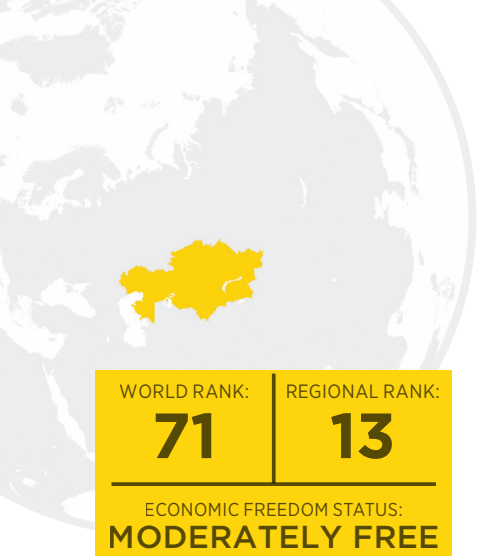 WORLD RANK:
71
REGIONAL RANK:
13
ECONOMIC FREEDOM STATUS:
MODERATELY FREE